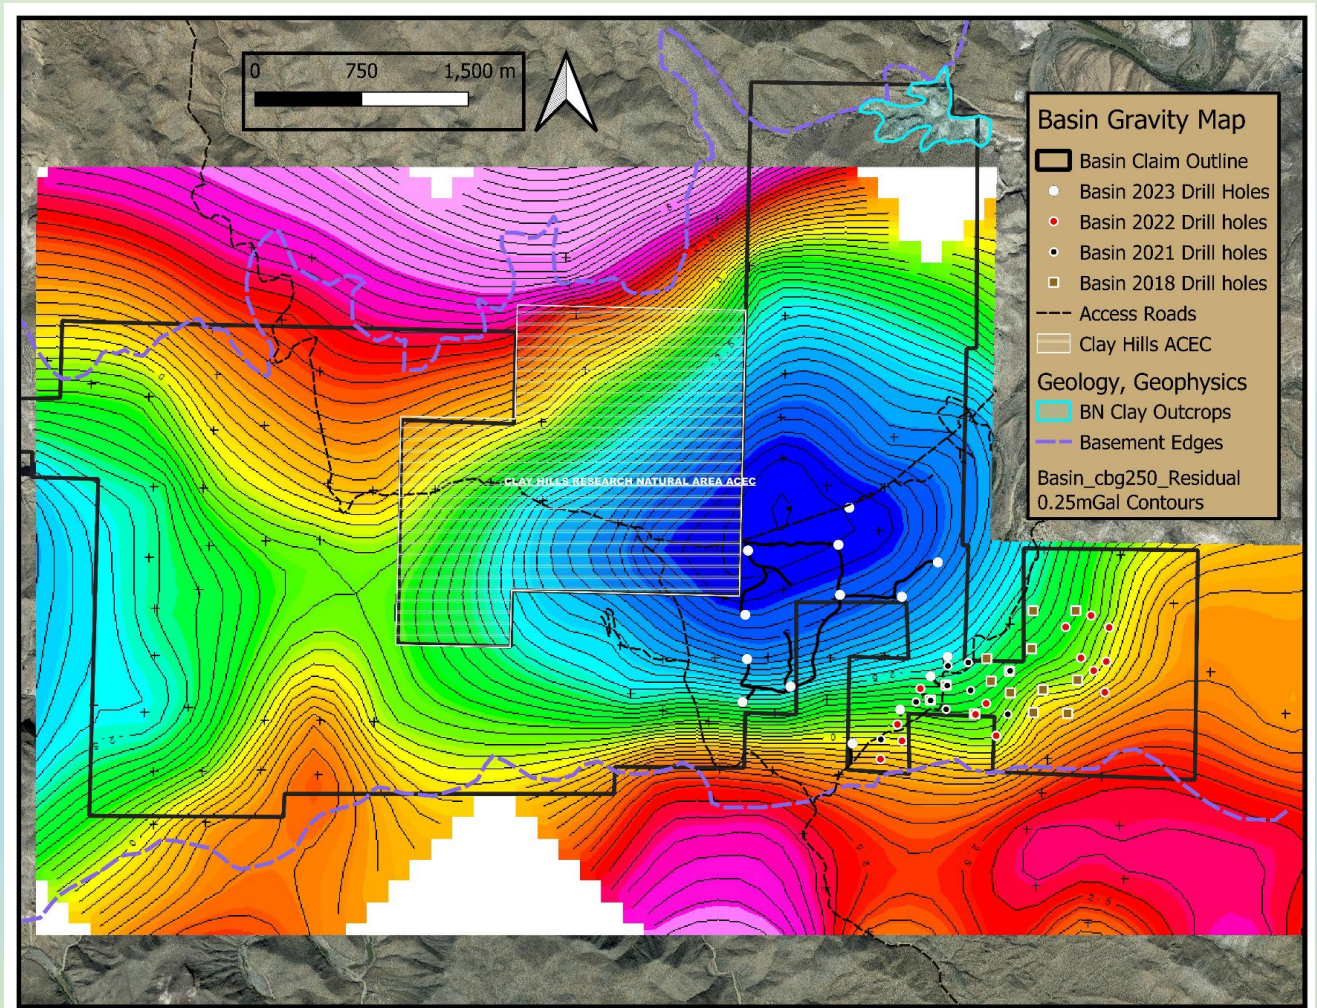 0 750 1,500 m
Basin Gravity Map
Basin Claim Outline
Basin 2023 Drill Holes
Basin 2022 Drill holes
Basin 2021 Drill holes
Basin 2018 Drill holes
Access Roads
Clay Hills ACEC
Geology, Geophysics
BN Clay Outcrops
Basement Edges
Basin_cbg250_Residual
0.25mGal Contours
CLAY HILLS RESEARCH NATURAL AREA ACEC